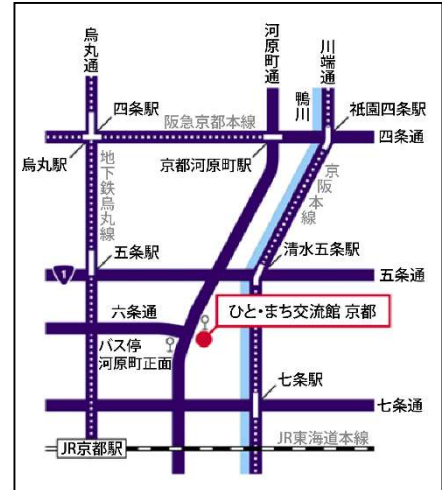 烏丸通
河原町通
川端通
鴨川
四条駅
阪急京都本線
祇園四条駅
四条通
烏丸駅
京都河原町駅
地下鉄烏丸線
京阪本線
五条駅
清水五条駅
1
五条通
六条通
ひと・まち交流館 京都
バス停
河原町正面
七条駅
七条通
JR京都駅
JR東海道本線